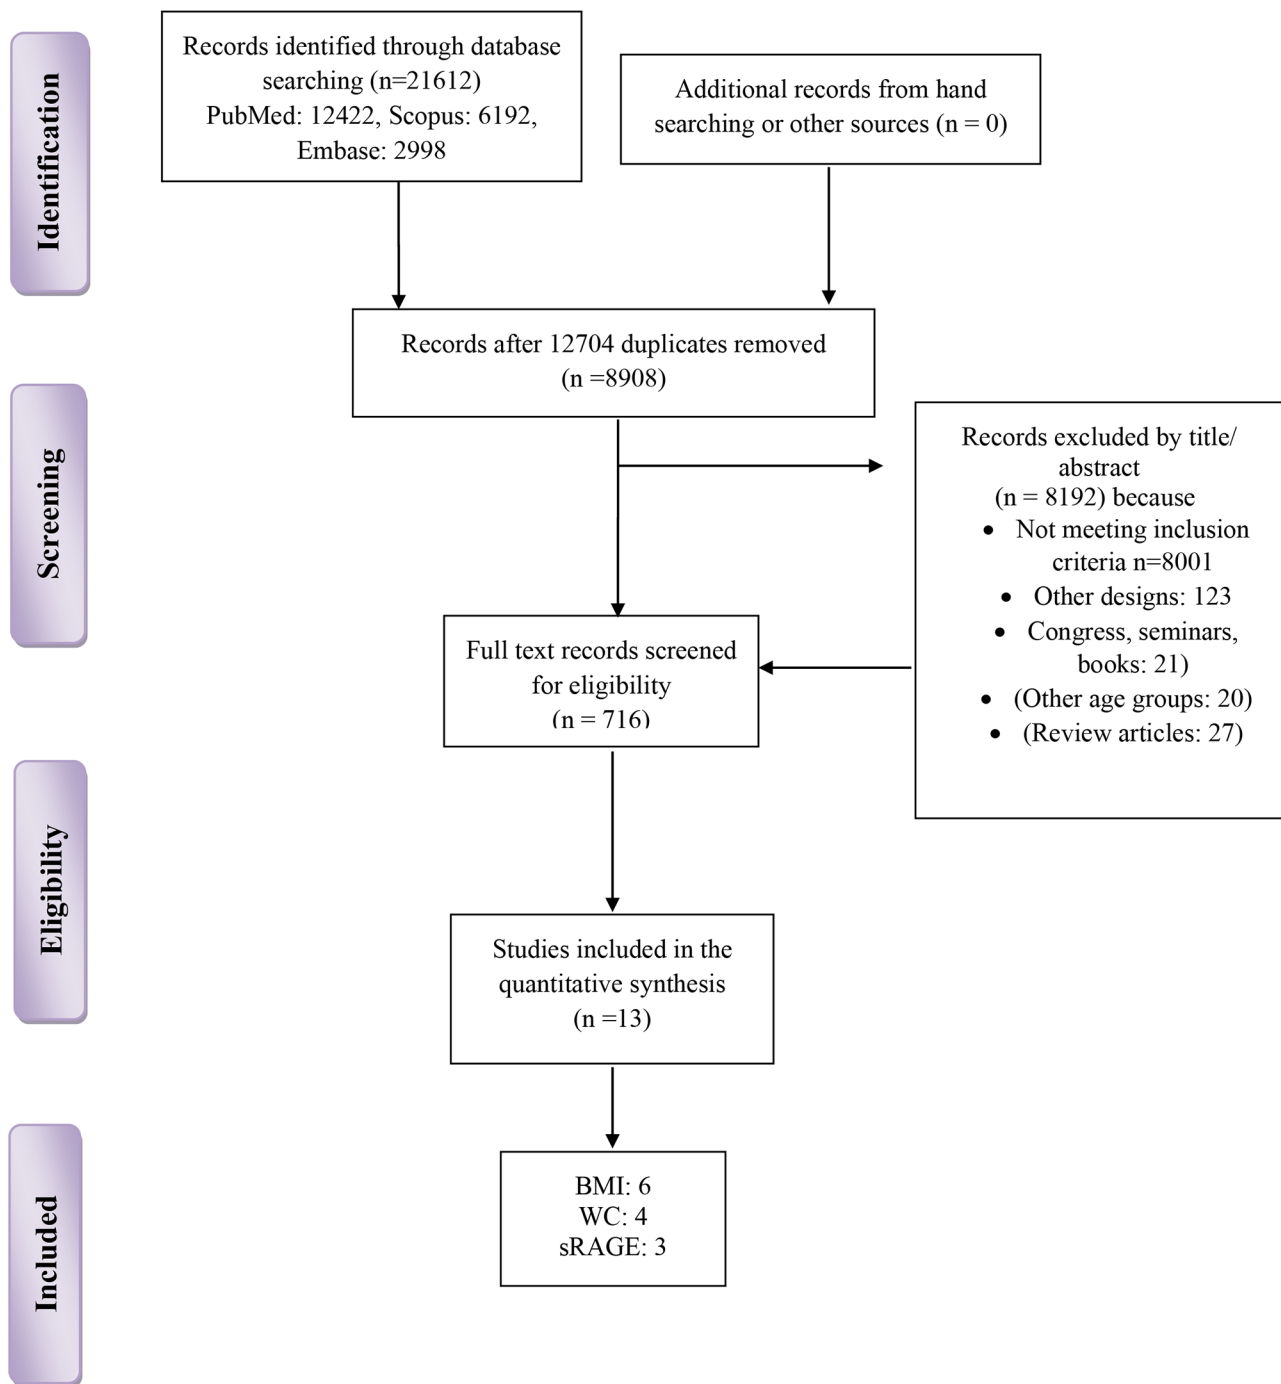 Identification
Records identified through database
searching (n=21612)
PubMed: 12422, Scopus: 6192,
Embase: 2998
Additional records from hand
searching or other sources (n = 0)
Records after 12704 duplicates removed
(n =8908)
Screening
Records excluded by title/
abstract
(n = 8192) because
• Not meeting inclusion
criteria n=8001
• Other designs: 123
• Congress, seminars,
books: 21)
• (Other age groups: 20)
• (Review articles: 27)
Full text records screened
for eligibility
(n = 716)
Eligibility
Studies included in the
quantitative synthesis
(n =13)
Included
BMI: 6
WC: 4
sRAGE: 3